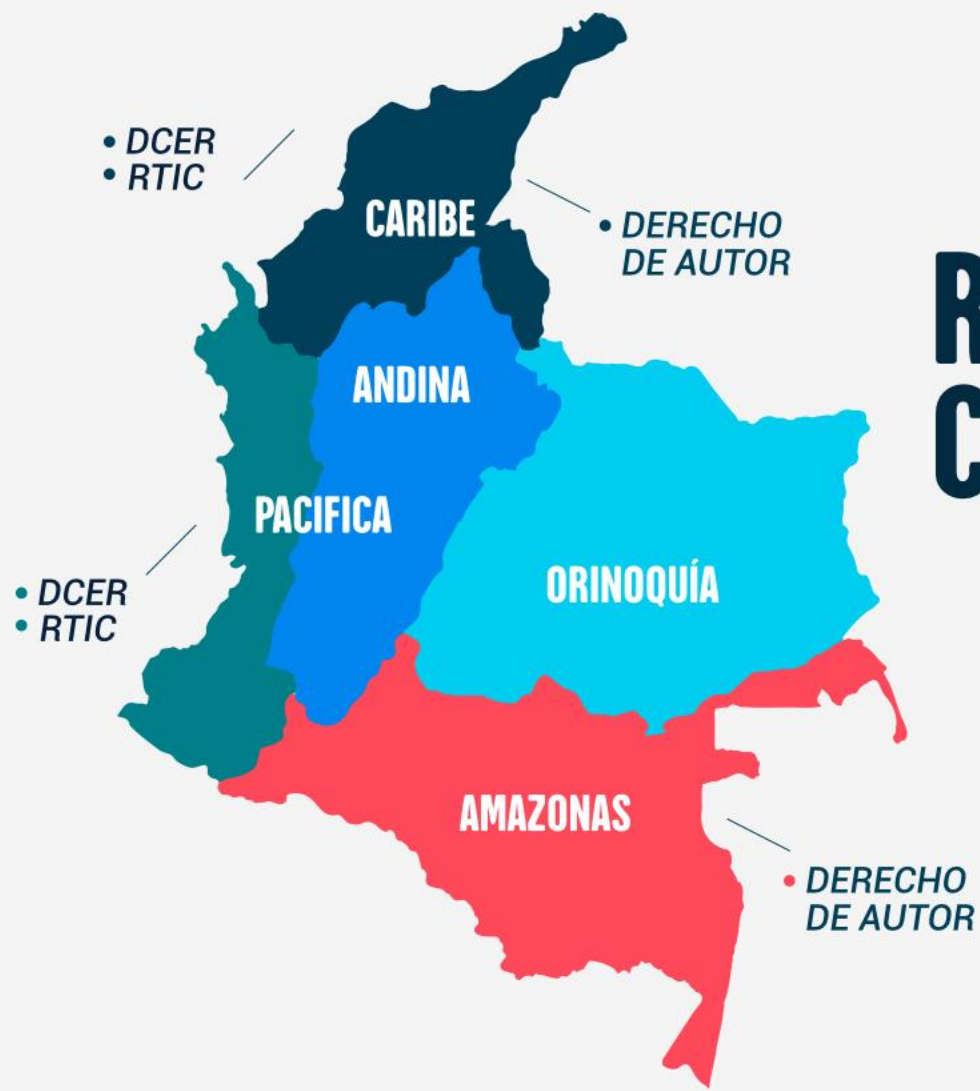 • DCER
• RTIC
CARIBE
• DERECHO
DE AUTOR
R
C
ANDINA
PACIFICA
• DCER
• RTIC
ORINOQUÍA
AMAZONAS
• DERECHO
DE AUTOR